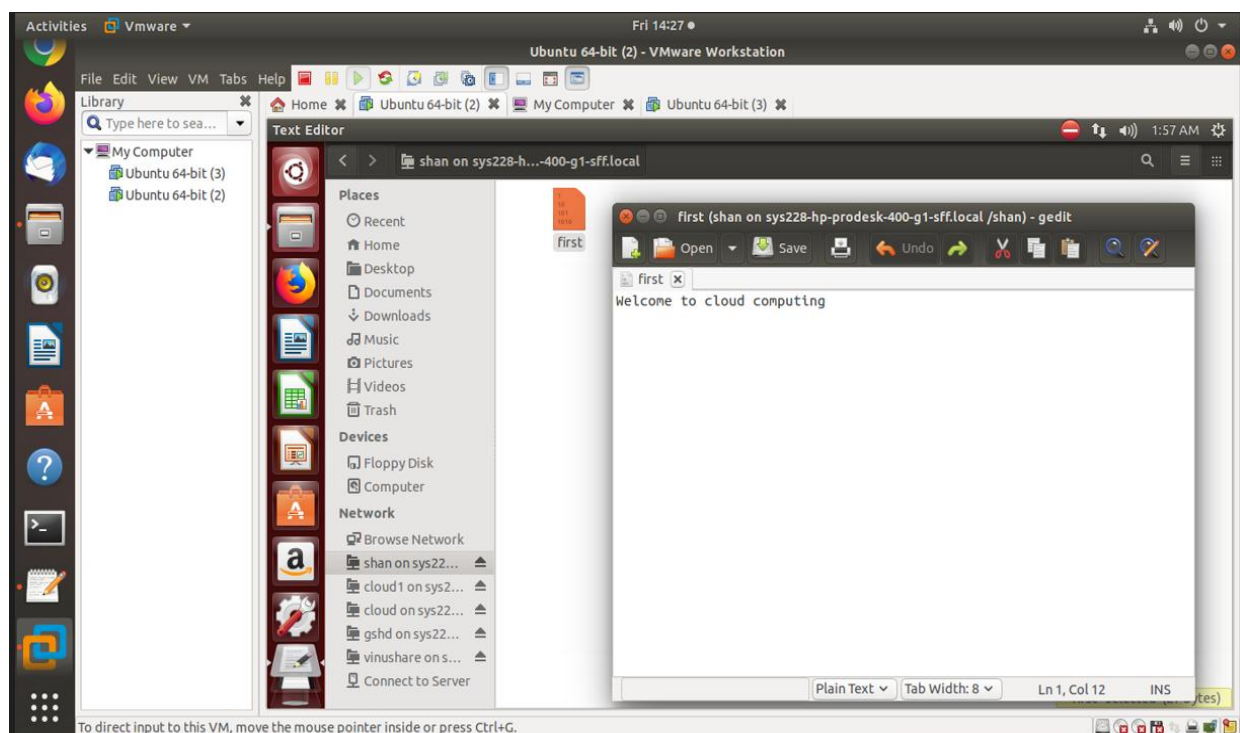 Activities Vmware Fri 14:27
Ubuntu 64-bit (2) - VMware Workstation
File Edit View VM Tabs Help
Library
Home Ubuntu 64-bit (2) My Computer Ubuntu 64-bit (3)
Type here to sea...
My Computer
Ubuntu 64-bit (3)
Ubuntu 64-bit (2)
Text Editor 1:57 AM
shan on sys228-h...-400-g1-sff.local
Places
Recent
Home
Desktop
Documents
Downloads
Music
Pictures
Videos
Trash
Devices
Floppy Disk
Computer
Network
Browse Network
shan on sys22...
cloud1 on sys2...
cloud on sys22...
gshd on sys22...
vinushare on s...
Connect to Server
first
first (shan on sys228-hp-prodesk-400-g1-sff.local /shan) - gedit
Open Save Undo
first
Welcome to cloud computing
Plain Text Tab Width: 8 Ln 1, Col 12 INS
To direct input to this VM, move the mouse pointer inside or press Ctrl+G.